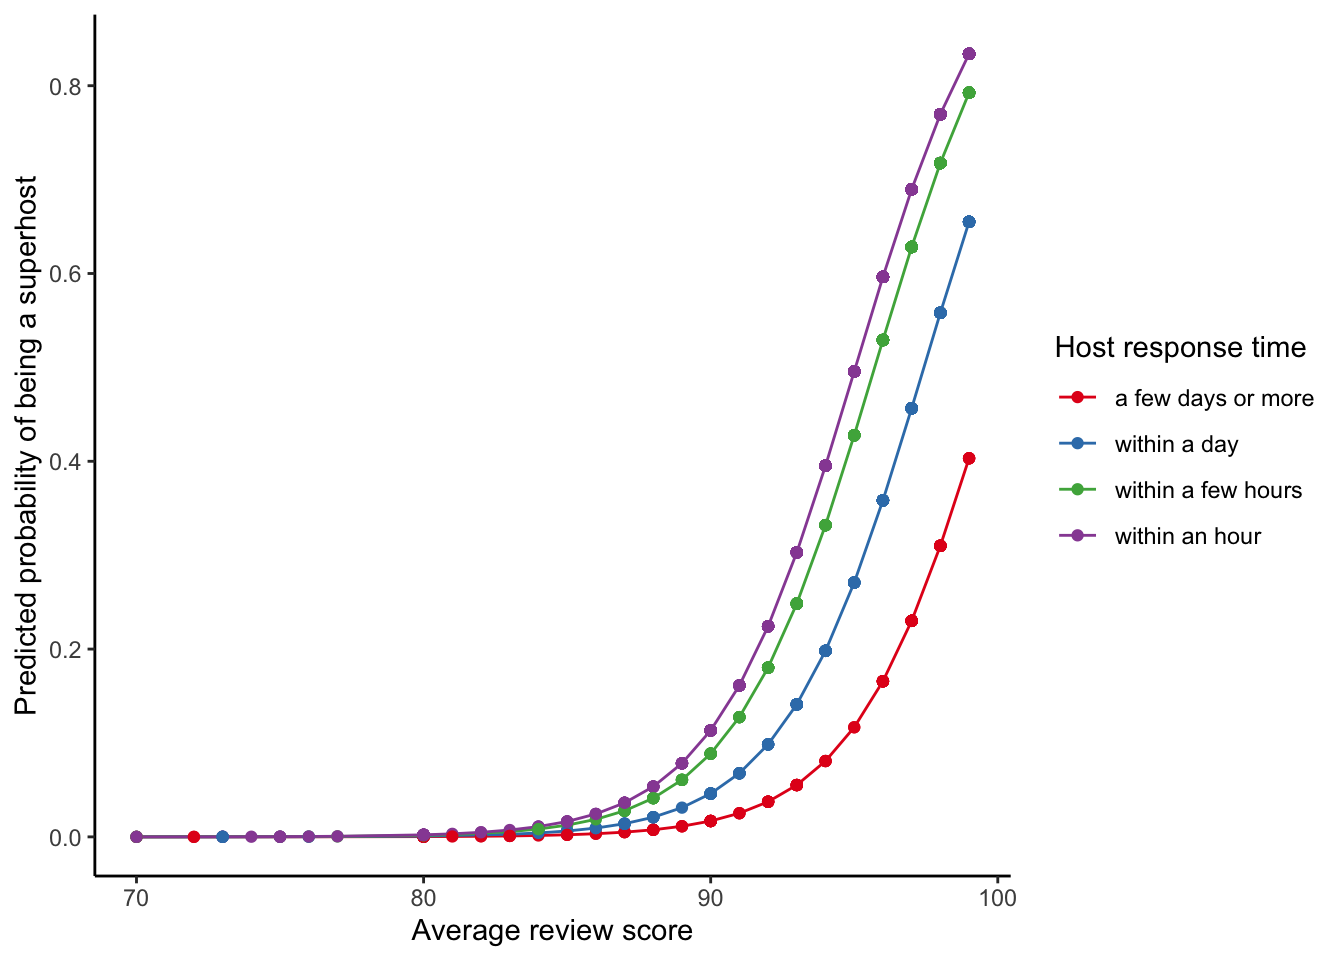 Predicted probability of being a superhost
0.8
0.6
0.4
0.2
0.0
70
80
90
100
Average review score
Host response time
a few days or more
within a day
within a few hours
within an hour